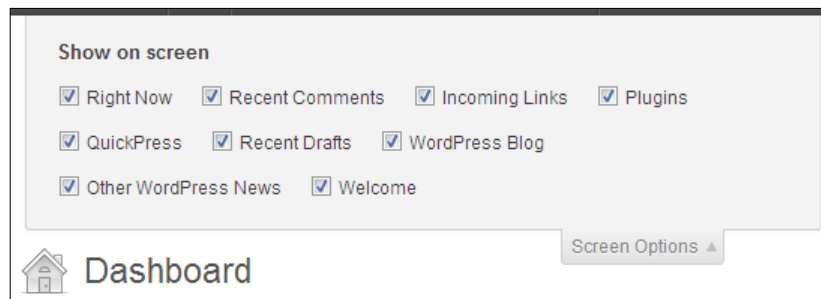 Show on screen
Right Now Recent Comments Incoming Links Plugins
QuickPress Recent Drafts WordPress Blog
Other WordPress News Welcome
Screen Options
Dashboard